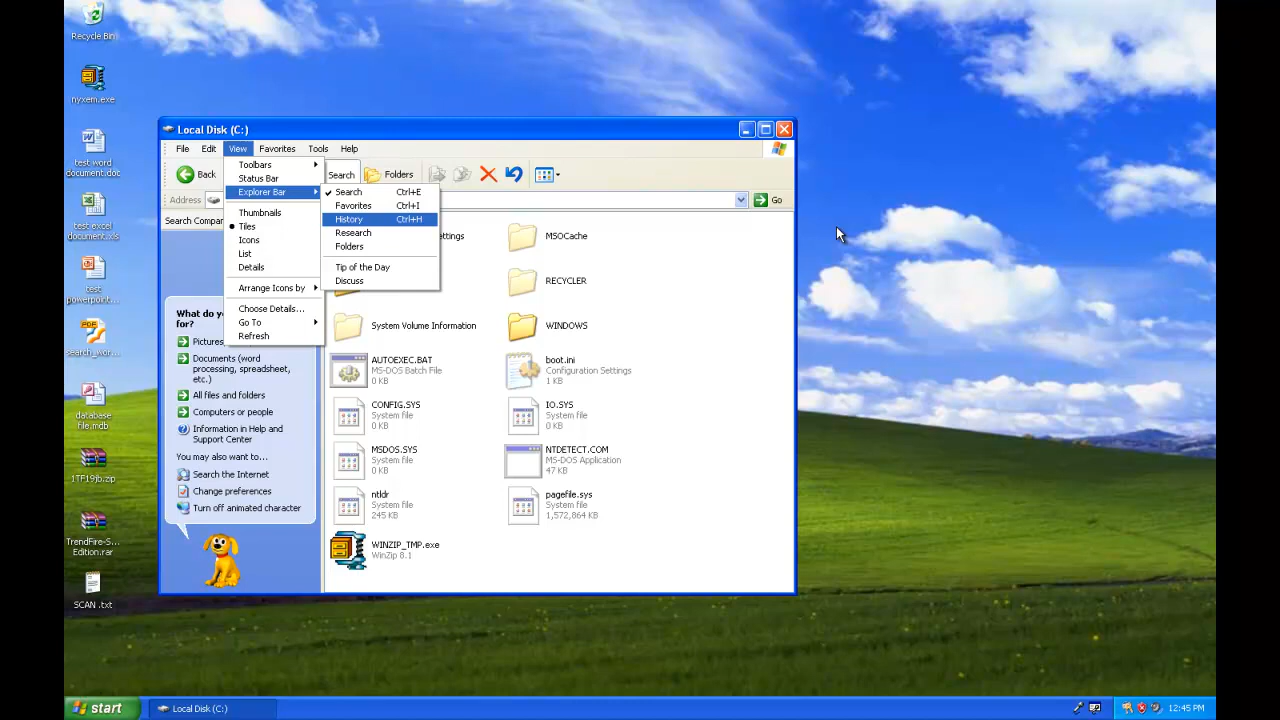 Recycle Bin
nyxem.exe
test word
document.doc
test excel
document.xls
test
powerpoint...
search_wor...
database
file.mdb
1TF19jb.zip
TrendFire-S...
Edition.rar
SCAN .txt
Local Disk (C:)
File Edit View Favorites Tools Help
Back Search Folders
Address Go
Search Compan
Toolbars
Status Bar
Explorer Bar
Thumbnails
Tiles
Icons
List
Details
Arrange Icons by
Choose Details...
Go To
Refresh
Search Ctrl+E
Favorites Ctrl+I
History Ctrl+H
Research
Folders
Tip of the Day
Discuss
What do yo
for?
Pictures
Documents (word
processing, spreadsheet,
etc.)
All files and folders
Computers or people
Information in Help and
Support Center
You may also want to...
Search the Internet
Change preferences
Turn off animated character
ettings
MSOCache
RECYCLER
System Volume Information
WINDOWS
AUTOEXEC.BAT
MS-DOS Batch File
0 KB
boot.ini
Configuration Settings
1 KB
CONFIG.SYS
System file
0 KB
IO.SYS
System file
0 KB
MSDOS.SYS
System file
0 KB
NTDETECT.COM
MS-DOS Application
47 KB
ntldr
System file
245 KB
pagefile.sys
System file
1,572,864 KB
WINZIP_TMP.exe
WinZip 8.1
start
Local Disk (C:)
12:45 PM